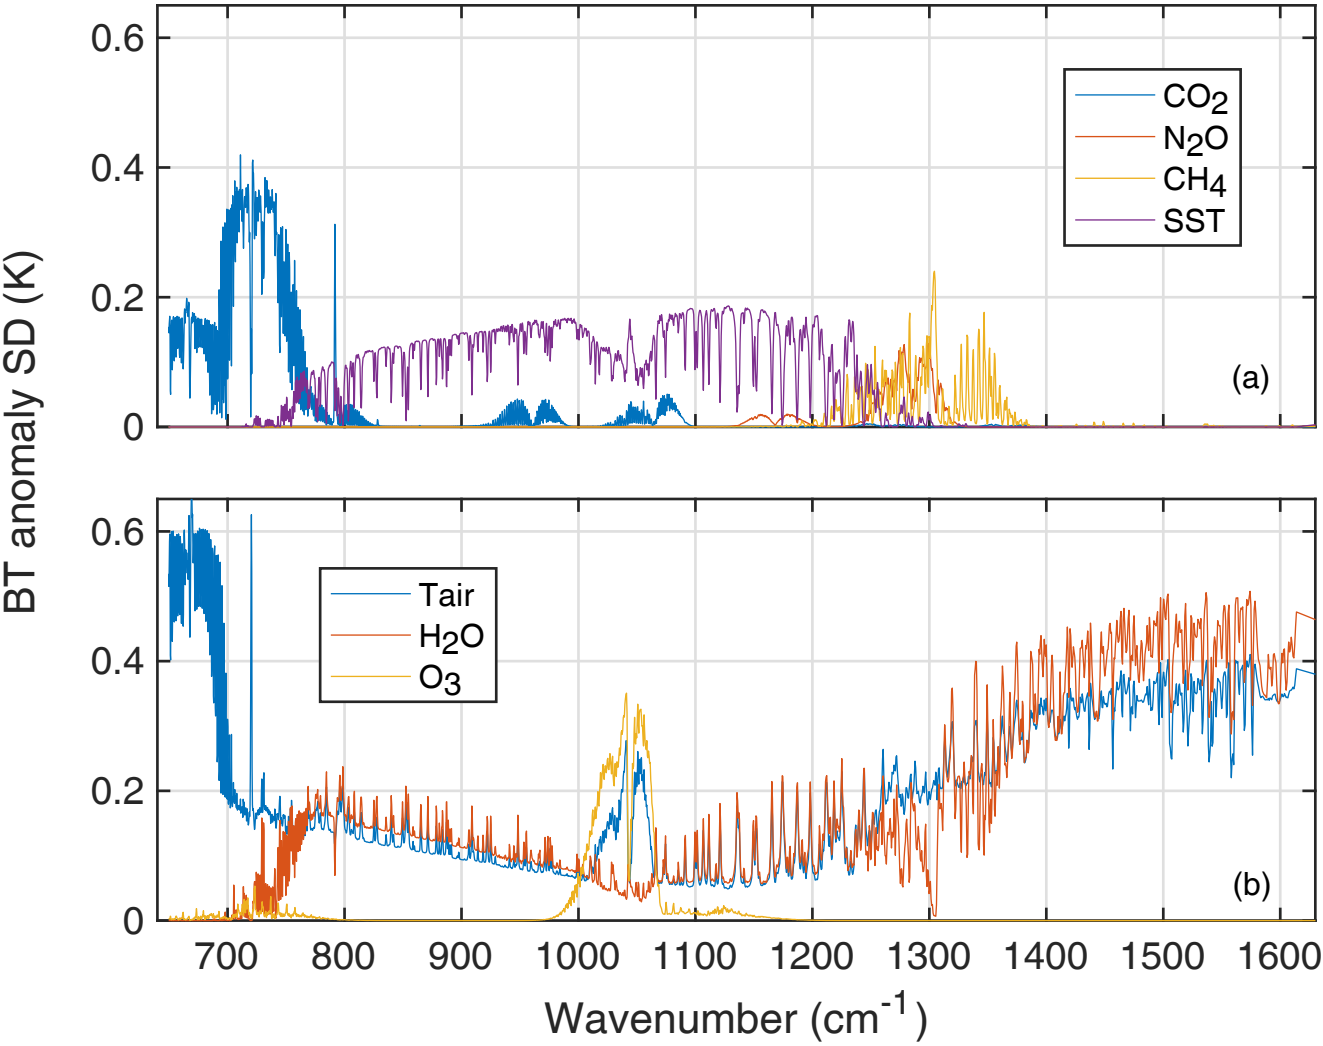 0.6
0.4
0.2
0
CO2
N2O
CH4
SST
(a)
BT anomaly SD (K)
0.6
0.4
0.2
0
Tair
H2O
O3
(b)
700 800 900 1000 1100 1200 1300 1400 1500 1600
Wavenumber (cm-1)